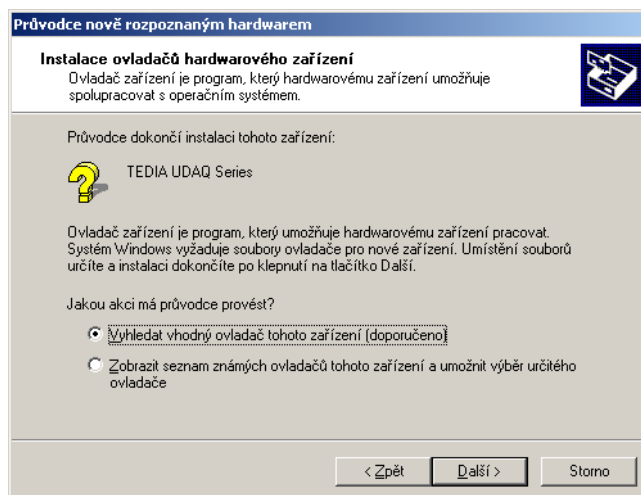 Průvodce nově rozpoznaným hardwarem
Instalace ovladačů hardwarového zařízení
Ovladač zařízení je program, který hardwarovému zařízení umožňuje
spolupracovat s operačním systémem.
Průvodce dokončí instalaci tohoto zařízení:
TEDIA UDAQ Series
Ovladač zařízení je program, který umožňuje hardwarovému zařízení pracovat.
Systém Windows vyžaduje soubory ovladače pro nové zařízení. Umístění souborů
určíte a instalaci dokončíte po klepnutí na tlačítko Další.
Jakou akci má průvodce provést?
Vyhledat vhodný ovladač tohoto zařízení (doporučeno)
Zobrazit seznam známých ovladačů tohoto zařízení a umožnit výběr určitého
ovladače
< Zpět Další > Storno